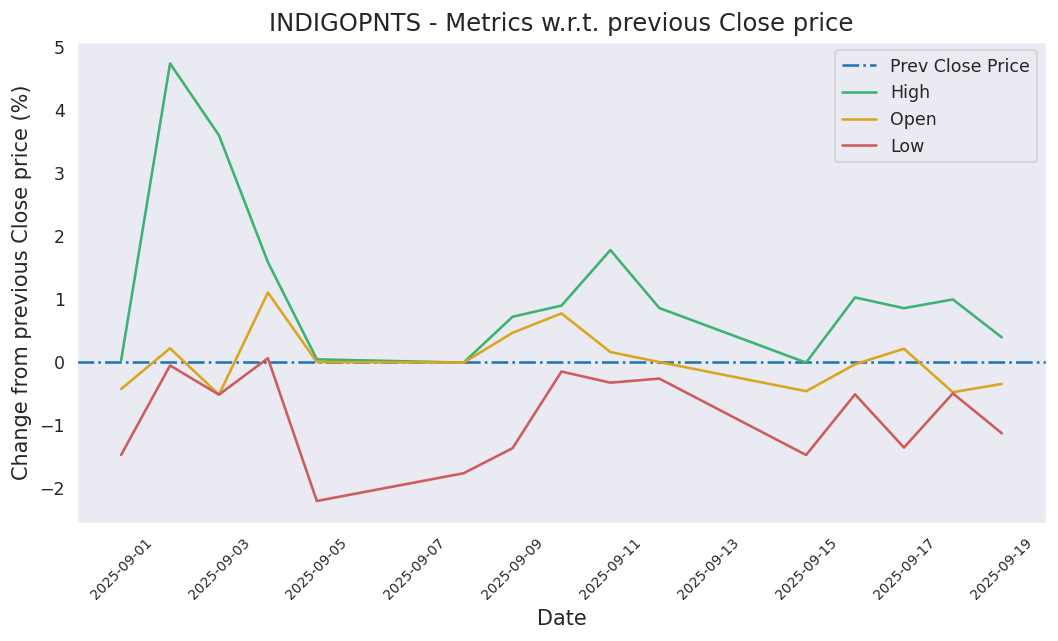 INDIGOPNTS - Metrics w.r.t. previous Close price
Change from previous Close price (%)
5
4
3
2
1
0
−1
−2
Prev Close Price
High
Open
Low
2025-09-01
2025-09-03
2025-09-05
2025-09-07
2025-09-09
2025-09-11
2025-09-13
2025-09-15
2025-09-17
2025-09-19
Date